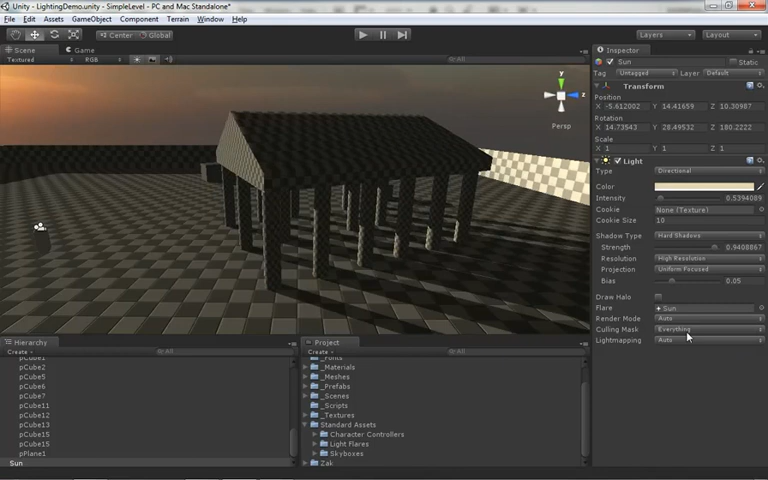 Unity - LightingDemo.unity - SimpleLevel - PC and Mac Standalone*
File Edit Assets GameObject Component Terrain Window Help
Center Global Layers Layout
Scene Game
Textured RGB All
y
z
Persp
Inspector
Sun Static
Tag Untagged Layer Default
Transform
Position
X -5.612002 Y 14.41659 Z 10.30987
Rotation
X 14.73543 Y 28.49532 Z 180.2222
Scale
X 1 Y 1 Z 1
Light
Type Directional
Color
Intensity 0.5394089
Cookie None (Texture)
Cookie Size 10
Shadow Type Hard Shadows
Strength 0.9408867
Resolution High Resolution
Projection Uniform Focused
Bias 0.05
Draw Halo
Flare Sun
Render Mode Auto
Culling Mask Everything
Lightmapping Auto
Hierarchy
Create All
pCube1
pCube2
pCube5
pCube6
pCube7
pCube11
pCube12
pCube13
pCube15
pCube15
pPlane1
Sun
Project
Create All
_Fonts
_Materials
_Meshes
_Prefabs
_Scenes
_Scripts
_Textures
Standard Assets
Character Controllers
Light Flares
Skyboxes
Zak